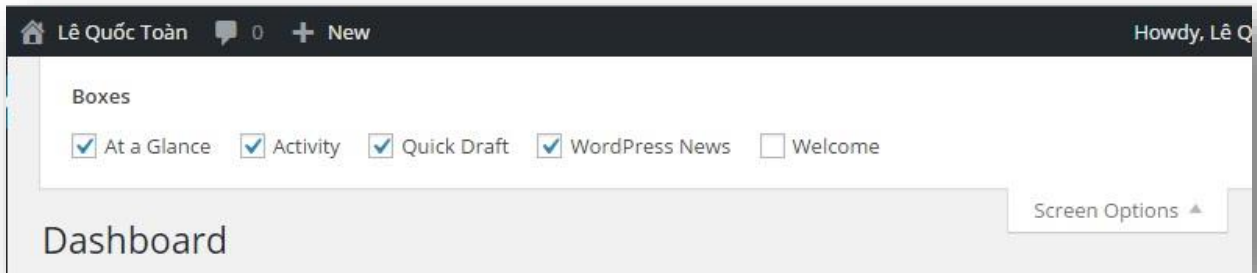 Lê Quốc Toàn 0 New Howdy, Lê Q
Boxes
At a Glance Activity Quick Draft WordPress News Welcome
Screen Options
Dashboard